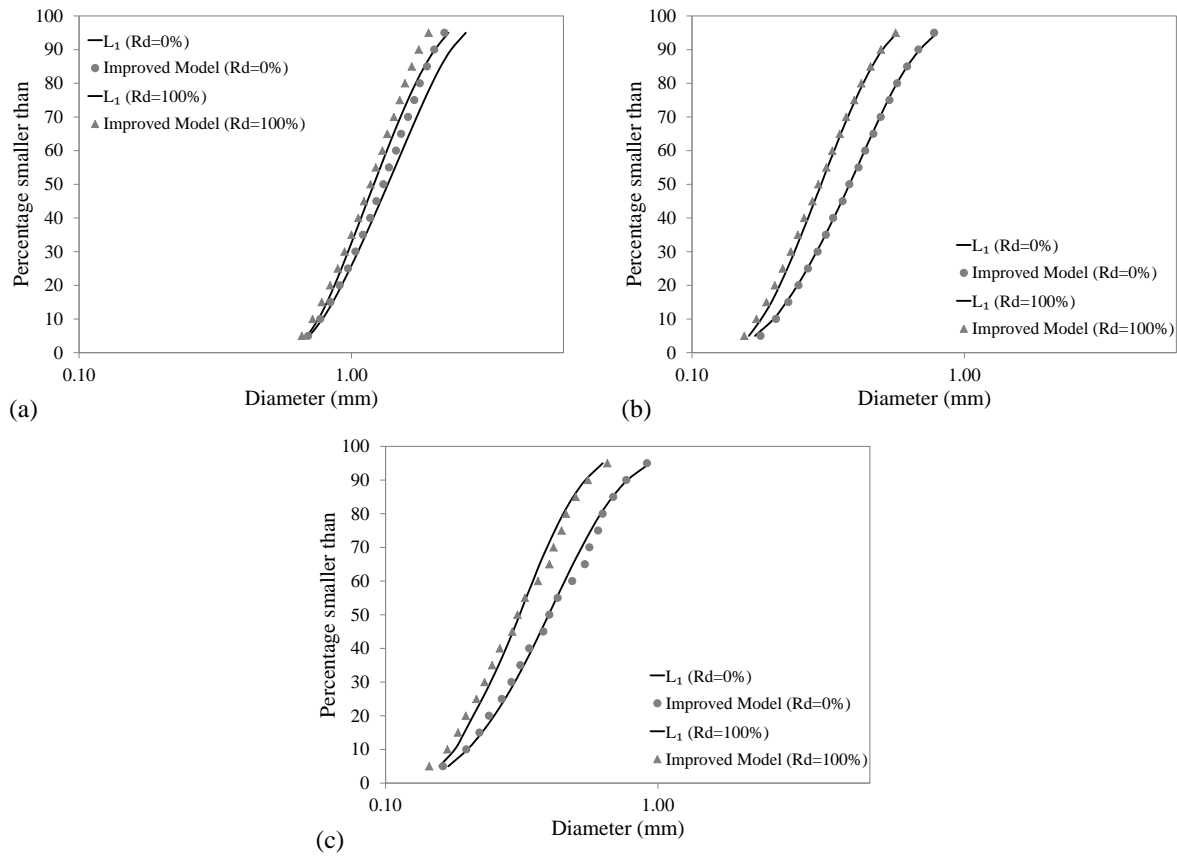 100
90
80
70
60
50
40
30
20
10
0
Percentage smaller than
L₁ (Rd=0%)
Improved Model (Rd=0%)
L₁ (Rd=100%)
Improved Model (Rd=100%)
0.10
1.00
Diameter (mm)
(a)
100
90
80
70
60
50
40
30
20
10
0
Percentage smaller than
L₁ (Rd=0%)
Improved Model (Rd=0%)
L₁ (Rd=100%)
Improved Model (Rd=100%)
0.10
1.00
Diameter (mm)
(b)
100
90
80
70
60
50
40
30
20
10
0
Percentage smaller than
L₁ (Rd=0%)
Improved Model (Rd=0%)
L₁ (Rd=100%)
Improved Model (Rd=100%)
0.10
1.00
Diameter (mm)
(c)